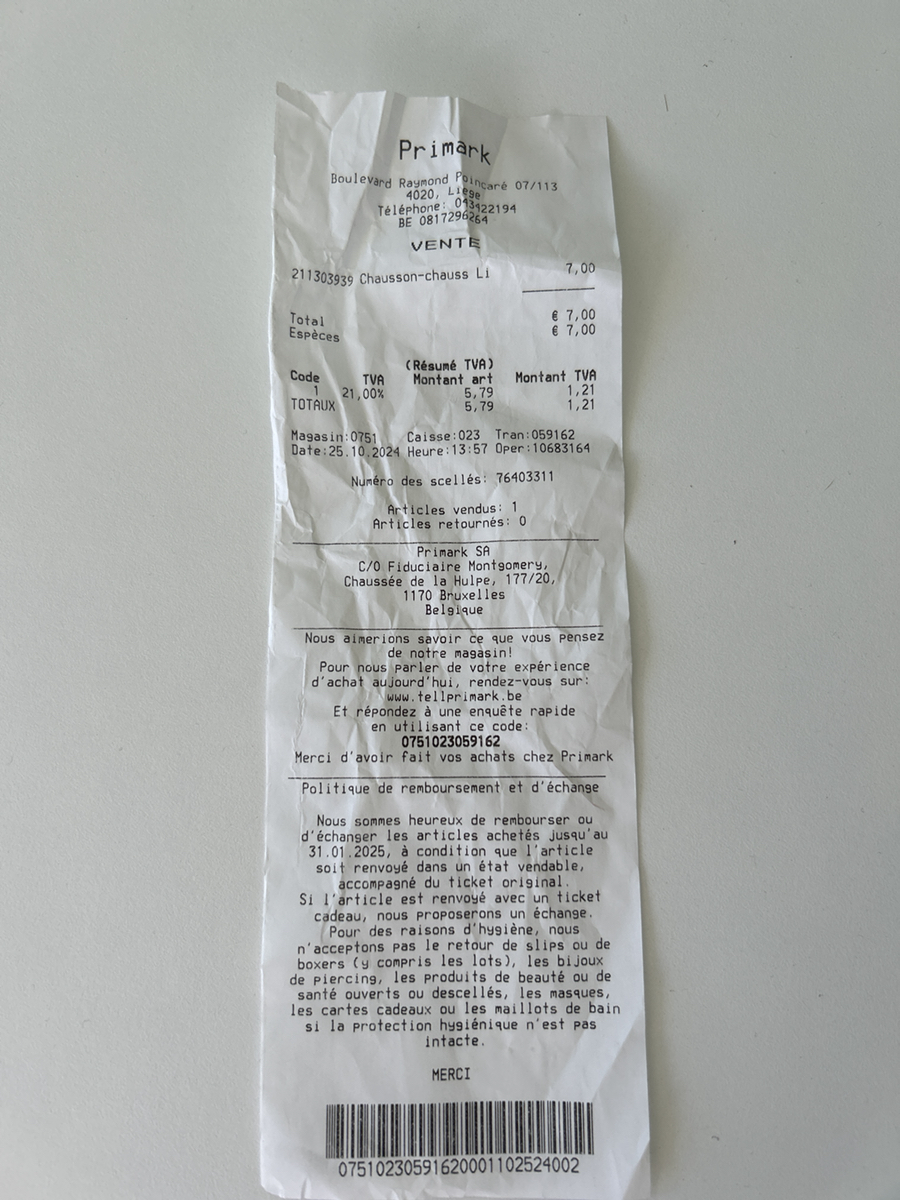 Primark
Boulevard Raymond Poincaré 07/113
4020, Liege
Téléphone: 043422194
BE 0817296264
VENTE
211303939 Chausson-chauss Li 7,00
Total € 7,00
Espèces € 7,00
(Résumé TVA)
Code TVA Montant art Montant TVA
1 21,00% 5,79 1,21
TOTAUX 5,79 1,21
Magasin:0751 Caisse:023 Tran:059162
Date:25.10.2024 Heure:13:57 Oper:10683164
Numéro des scellés: 76403311
Articles vendus: 1
Articles retournés: 0
Primark SA
C/O Fiduciaire Montgomery,
Chaussée de la Hulpe, 177/20,
1170 Bruxelles
Belgique
Nous aimerions savoir ce que vous pensez
de notre magasin!
Pour nous parler de votre expérience
d'achat aujourd'hui, rendez-vous sur:
www.tellprimark.be
Et répondez à une enquête rapide
en utilisant ce code:
0751023059162
Merci d'avoir fait vos achats chez Primark
Politique de remboursement et d'échange
Nous sommes heureux de rembourser ou
d'échanger les articles achetés jusqu'au
31.01.2025, à condition que l'article
soit renvoyé dans un état vendable,
accompagné du ticket original.
Si l'article est renvoyé avec un ticket
cadeau, nous proposerons un échange.
Pour des raisons d'hygiène, nous
n'acceptons pas le retour de slips ou de
boxers (y compris les lots), les bijoux
de piercing, les produits de beauté ou de
santé ouverts ou descellés, les masques,
les cartes cadeaux ou les maillots de bain
si la protection hygiénique n'est pas
intacte.
MERCI
07510230591620001102524002